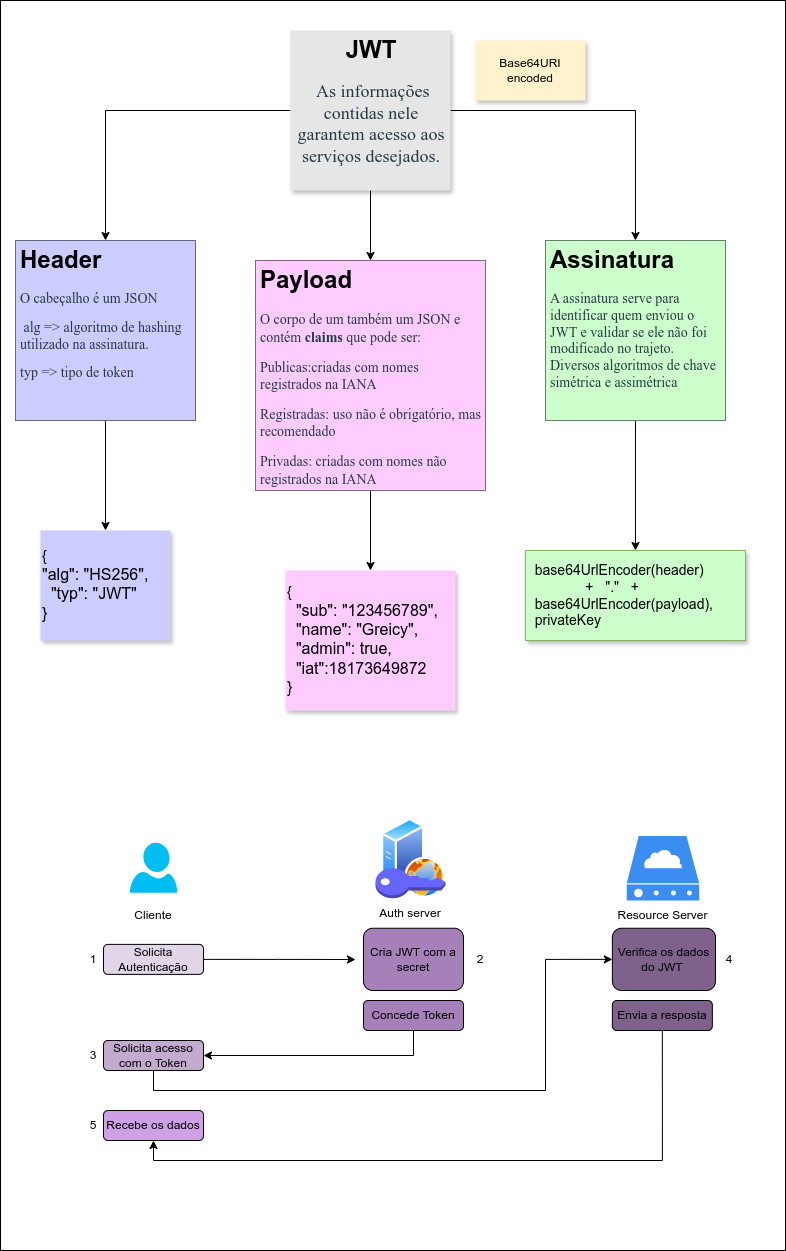 JWT
As informações
contidas nele
garantem acesso aos
serviços desejados.
Base64URI
encoded
Header
O cabeçalho é um JSON
alg => algoritmo de hashing
utilizado na assinatura.
typ => tipo de token
Payload
O corpo de um também um JSON e
contém claims que pode ser:
Publicas:criadas com nomes
registrados na IANA
Registradas: uso não é obrigatório, mas
recomendado
Privadas: criadas com nomes não
registrados na IANA
Assinatura
A assinatura serve para
identificar quem enviou o
JWT e validar se ele não foi
modificado no trajeto.
Diversos algoritmos de chave
simétrica e assimétrica
{
"alg": "HS256",
"typ": "JWT"
}
{
"sub": "123456789",
"name": "Greicy",
"admin": true,
"iat":18173649872
}
base64UrlEncoder(header)
+ "." +
base64UrlEncoder(payload),
privateKey
Cliente
Auth server
Resource Server
1
Solicita
Autenticação
Cria JWT com a
secret
2
Verifica os dados
do JWT
4
Concede Token
Envia a resposta
3
Solicita acesso
com o Token
5
Recebe os dados